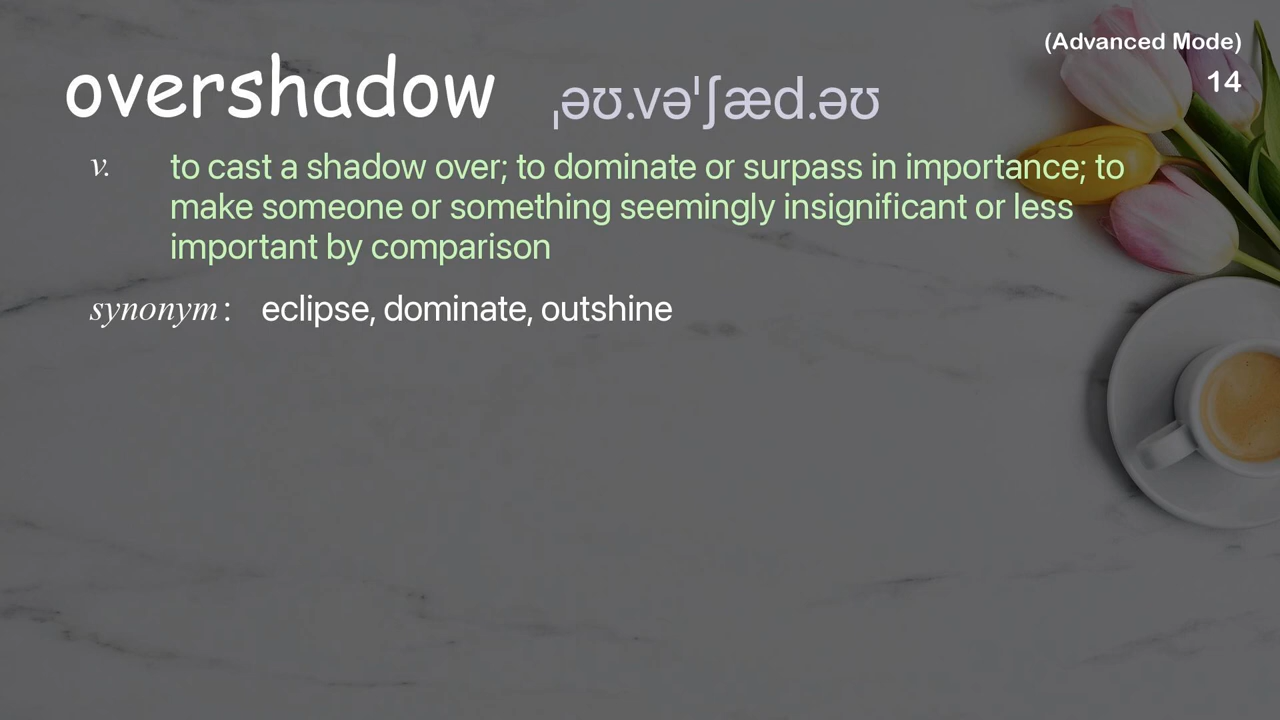 (Advanced Mode)
14
overshadow ˌəʊ.vəˈʃæd.əʊ
v. to cast a shadow over; to dominate or surpass in importance; to
make someone or something seemingly insignificant or less
important by comparison
synonym : eclipse, dominate, outshine